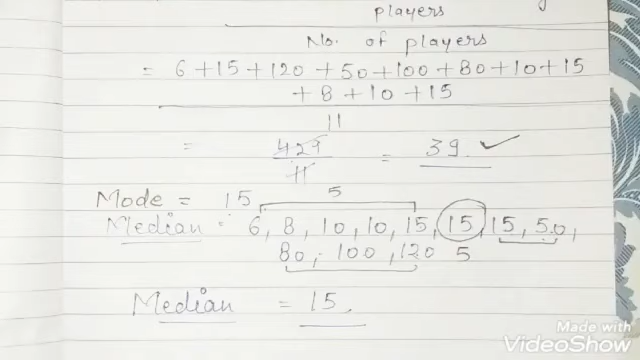 players
No. of players
= 6+15+120+50+100+80+10+15
+8+10+15
11
= 427/11 = 39 ✓
Mode = 15
5
Median = 6, 8, 10, 10, 15, 15, 15, 50,
80, 100, 120 5
Median = 15
Made with
VideoShow